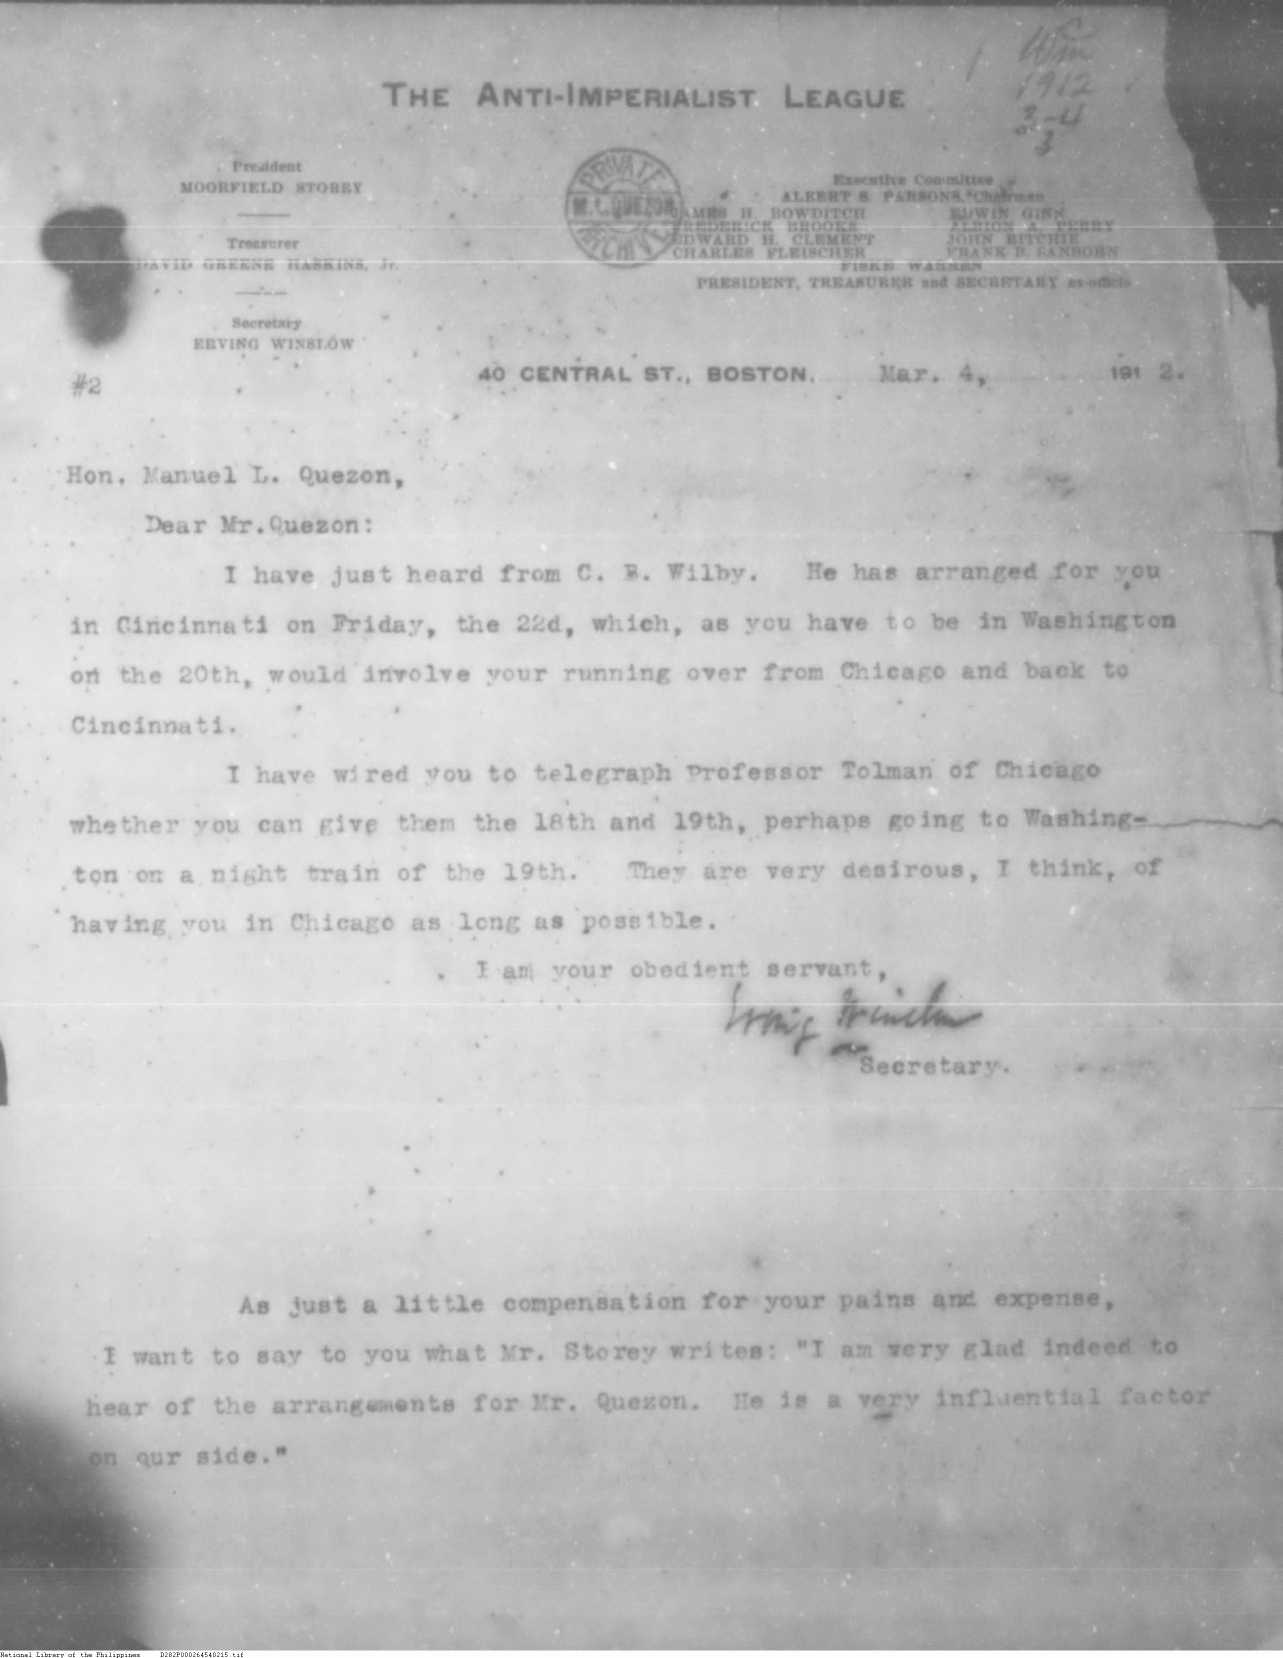 Wm
1912
3-4
3
THE ANTI-IMPERIALIST LEAGUE
President
MOORFIELD STOREY
Treasurer
DAVID GREENE HASKINS, Jr.
Secretary
ERVING WINSLOW
PRIVATE
M. L. QUEZON
ARCHIVES
Executive Committee
ALBERT S. PARSONS, Chairman
JAMES H. BOWDITCH EDWIN GINN
FREDERICK BROOKS ALBION A. PERRY
EDWARD H. CLEMENT JOHN RITCHIE
CHARLES FLEISCHER FRANK B. SANBORN
FISKE WARREN
PRESIDENT, TREASURER and SECRETARY ex-officio
#2
40 CENTRAL ST., BOSTON, Mar. 4, 1912.
Hon. Manuel L. Quezon,
Dear Mr.Quezon:
I have just heard from C. B. Wilby. He has arranged for you
in Cincinnati on Friday, the 22d, which, as you have to be in Washington
on the 20th, would involve your running over from Chicago and back to
Cincinnati.
I have wired you to telegraph Professor Tolman of Chicago
whether you can give them the 18th and 19th, perhaps going to Washing-
ton on a night train of the 19th. They are very desirous, I think, of
having you in Chicago as long as possible.
I am your obedient servant,
Erving Winslow
Secretary.
As just a little compensation for your pains and expense,
I want to say to you what Mr. Storey writes: "I am very glad indeed to
hear of the arrangements for Mr. Quezon. He is a very influential factor
on our side."
National Library of the Philippines D282P000264540215.tif